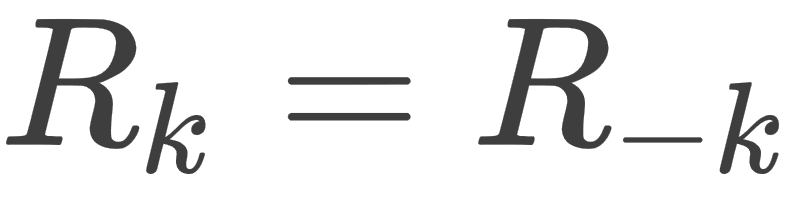 R_k = R_{-k}